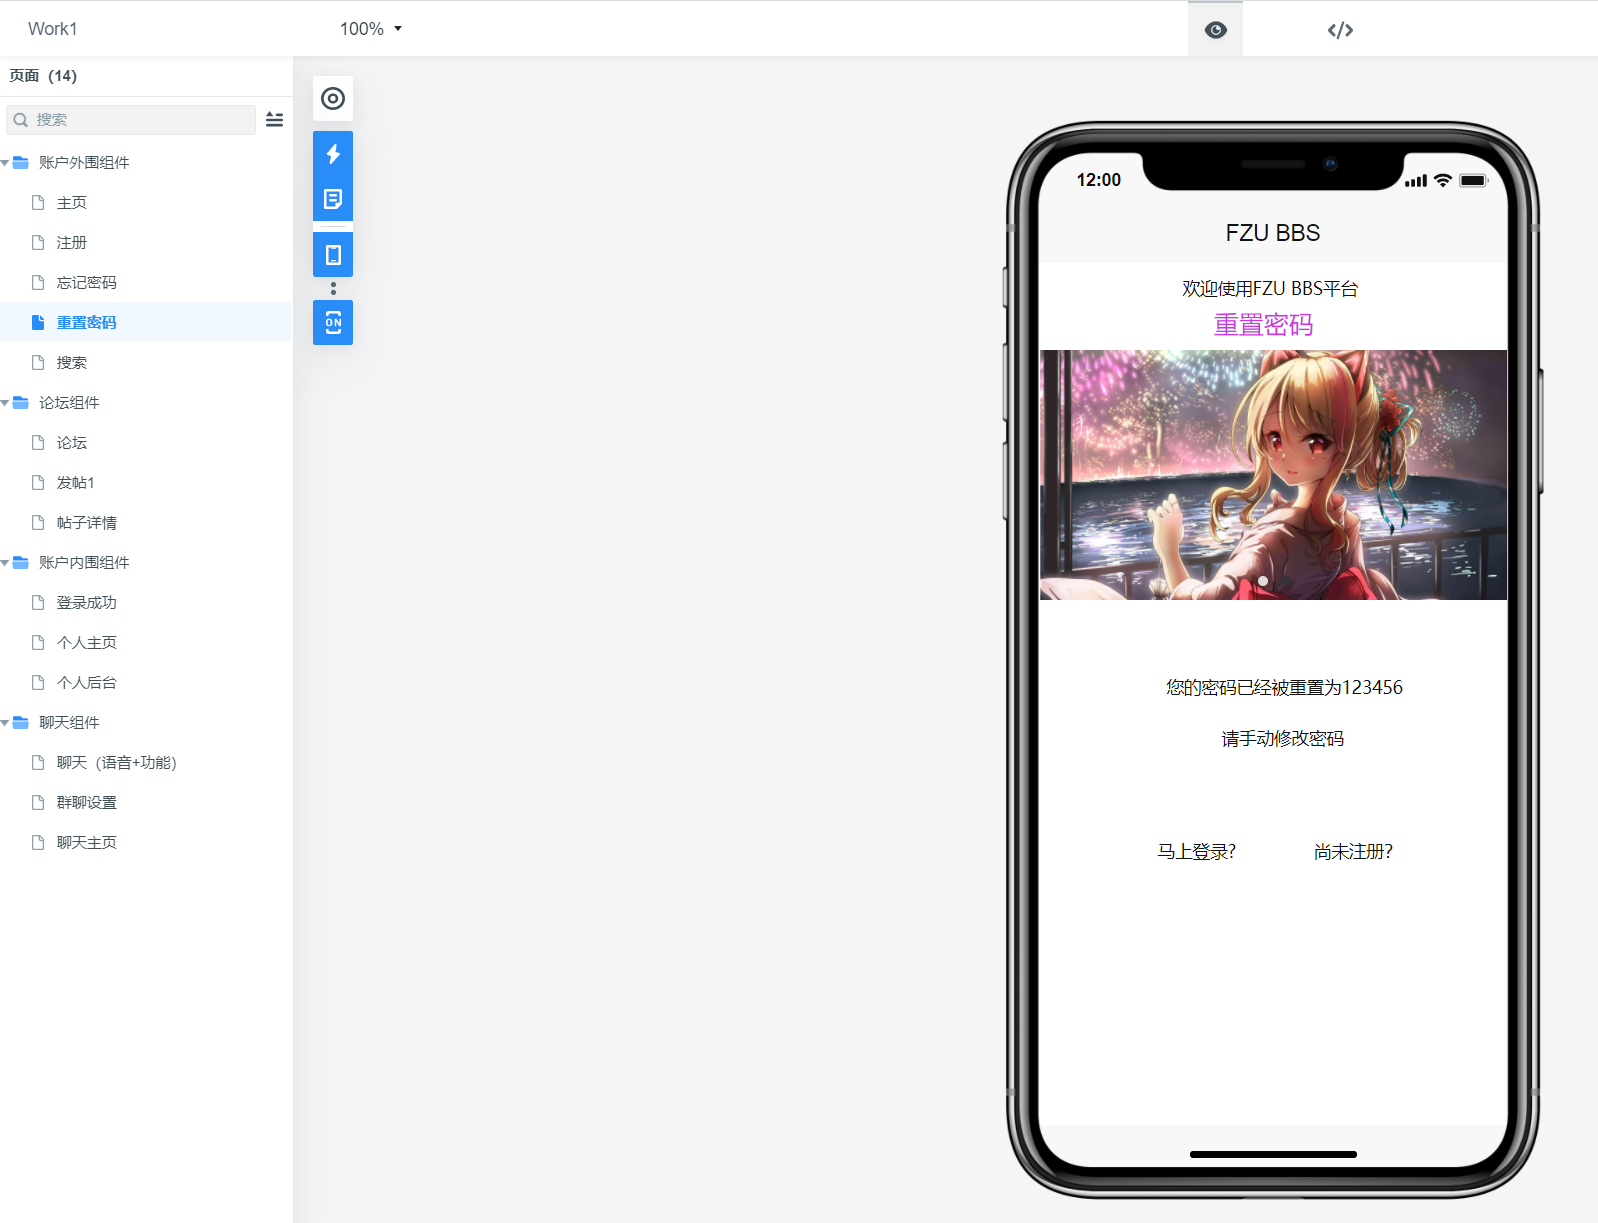 Work1
100%
页面（14）
搜索
账户外围组件
主页
注册
忘记密码
重置密码
搜索
论坛组件
论坛
发帖1
帖子详情
账户内围组件
登录成功
个人主页
个人后台
聊天组件
聊天（语音+功能）
群聊设置
聊天主页
ON
12:00
FZU BBS
欢迎使用FZU BBS平台
重置密码
您的密码已经被重置为123456
请手动修改密码
马上登录?
尚未注册?